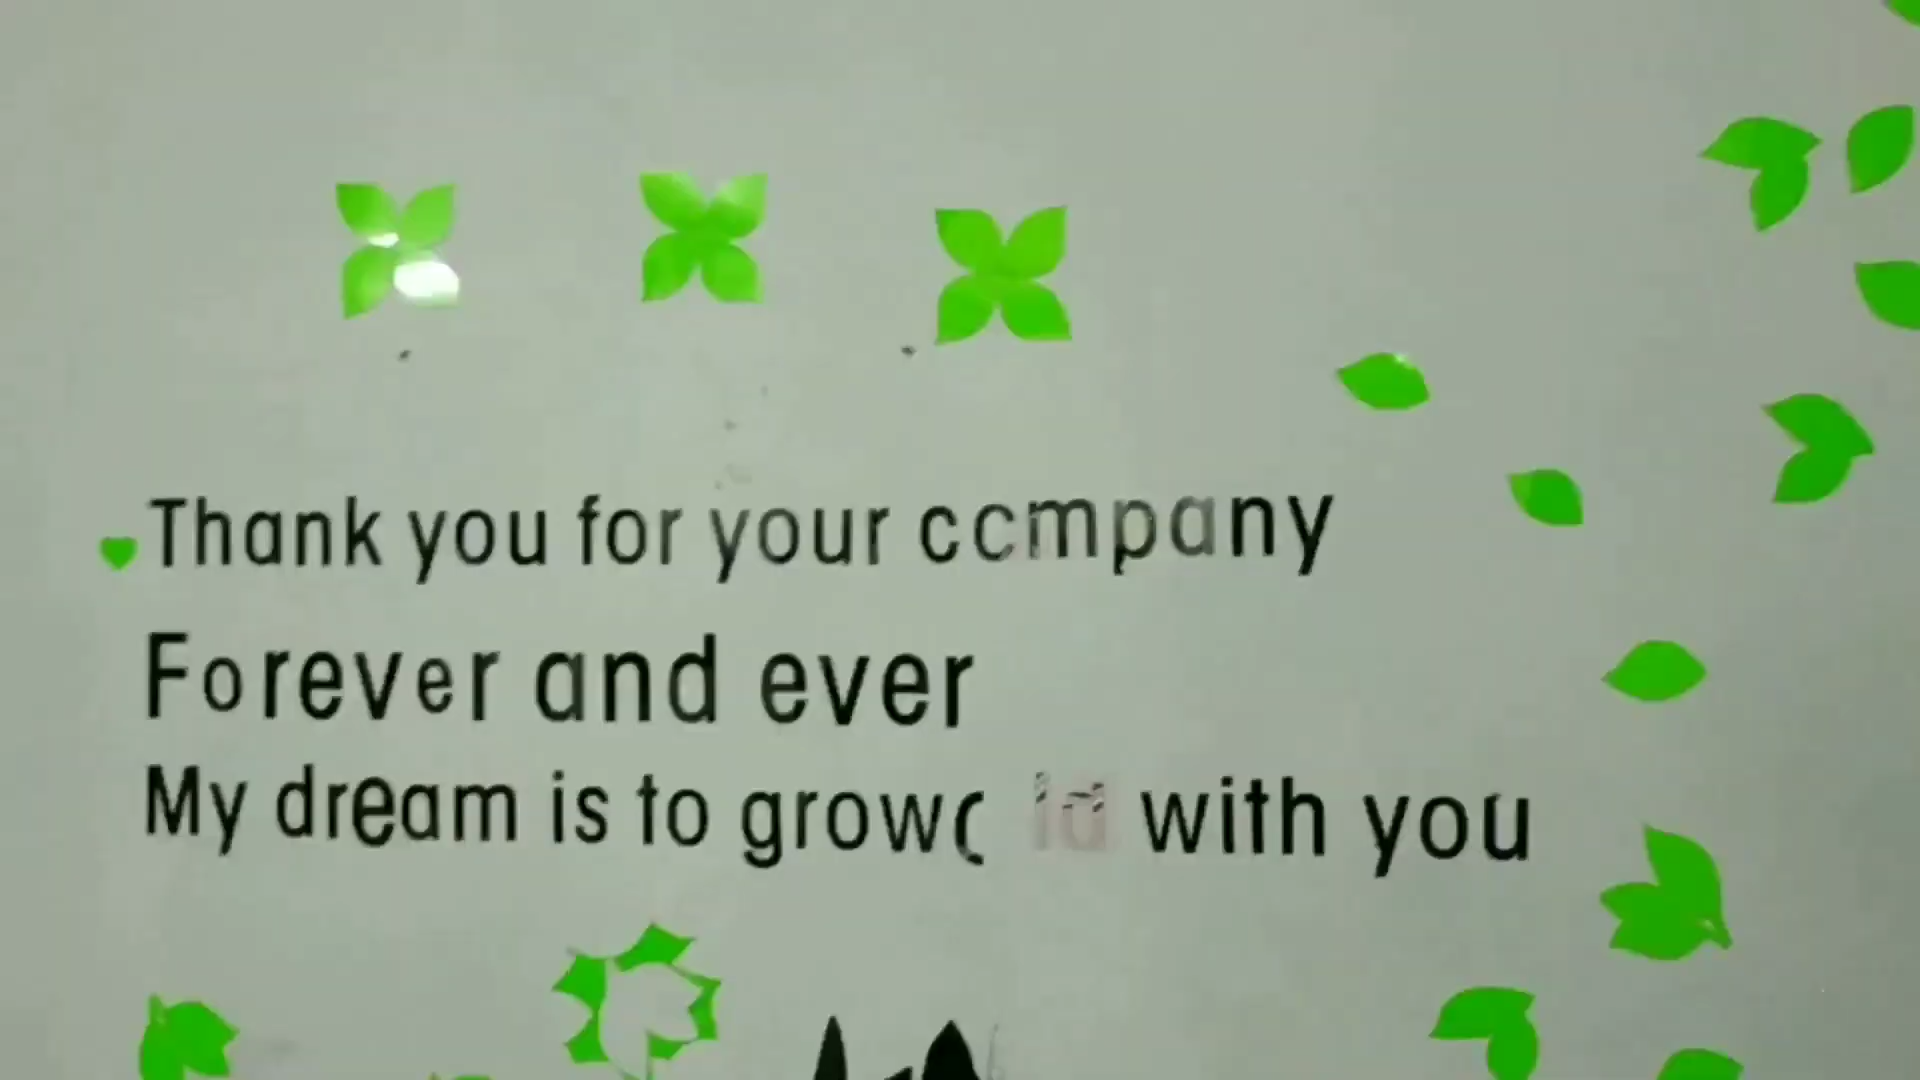 Thank you for your ccmpany
Forever and ever
My dream is to grow with you